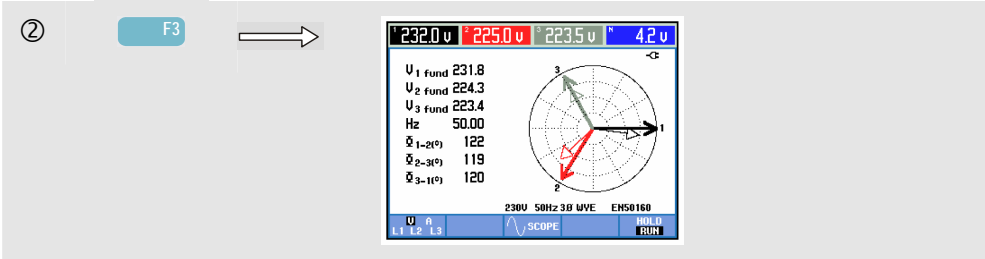 ②
F3
1 232.0 V 2 225.0 V 3 223.5 V N 4.2 V
V1 fund 231.8
V2 fund 224.3
V3 fund 223.4
Hz 50.00
Φ1-2(°) 122
Φ2-3(°) 119
Φ3-1(°) 120
3
1
2
230V 50Hz 3Ø WYE EN50160
V A
L1 L2 L3
SCOPE
HOLD
RUN